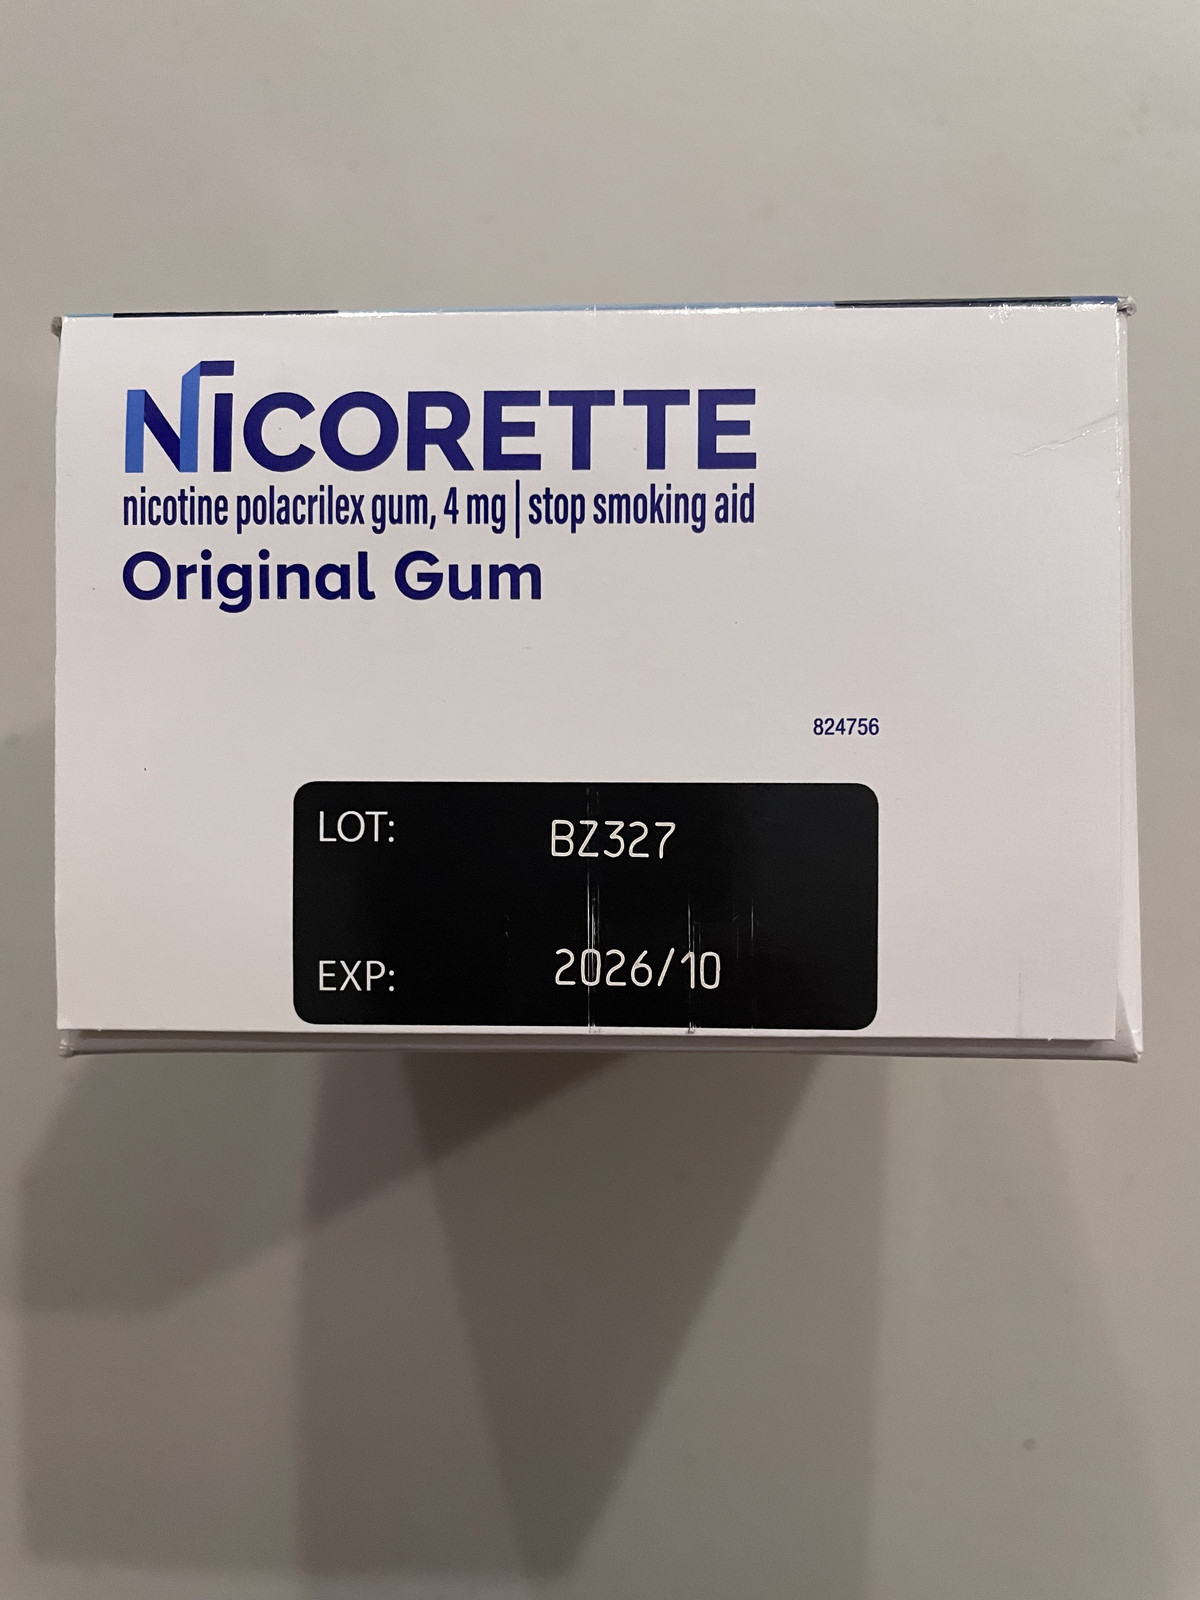 NICORETTE
nicotine polacrilex gum, 4 mg | stop smoking aid
Original Gum
824756
LOT: BZ327
EXP: 2026/10